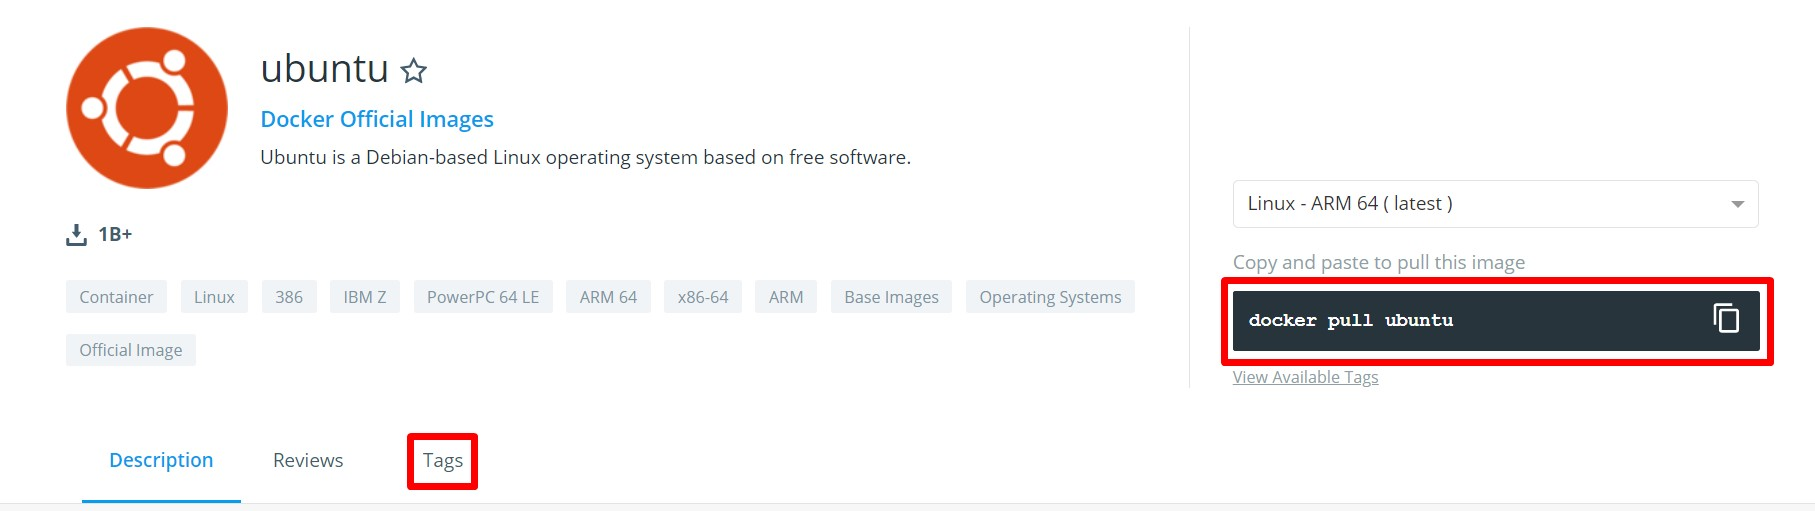 ubuntu
Docker Official Images
Ubuntu is a Debian-based Linux operating system based on free software.
1B+
Container Linux 386 IBM Z PowerPC 64 LE ARM 64 x86-64 ARM Base Images Operating Systems
Official Image
Linux - ARM 64 ( latest )
Copy and paste to pull this image
docker pull ubuntu
View Available Tags
Description Reviews Tags